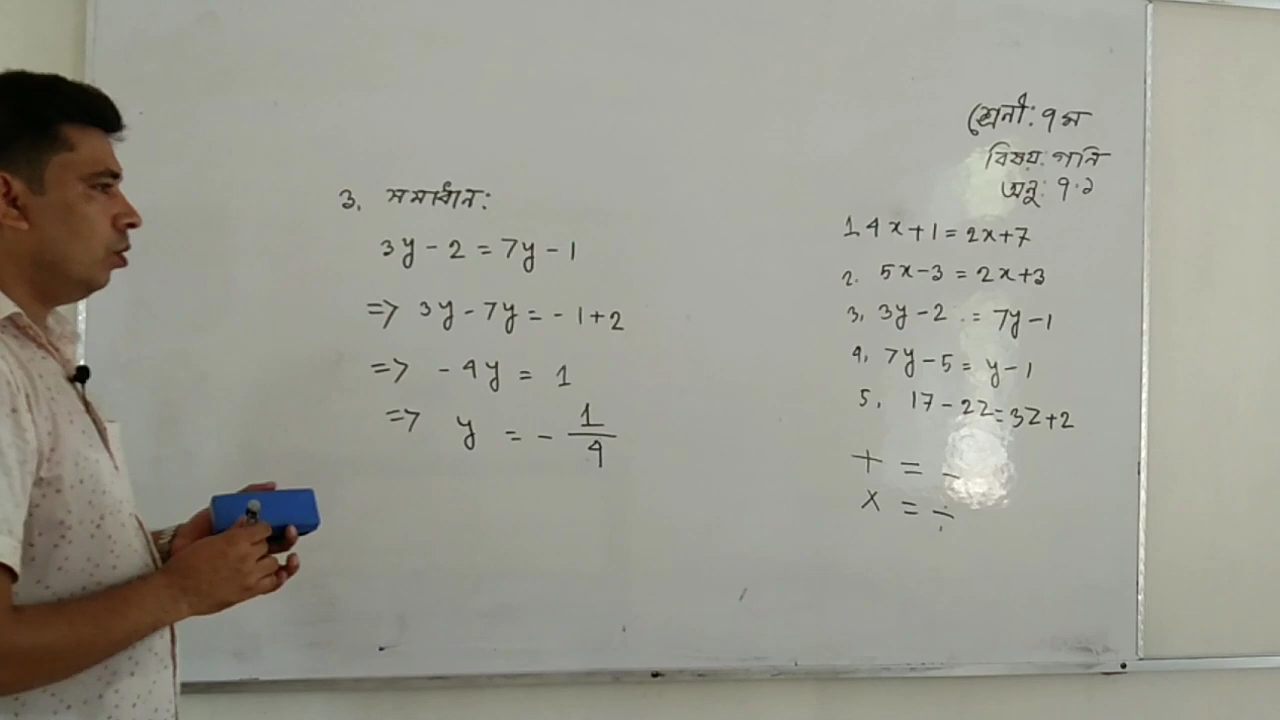 3. সমাধান:
3y - 2 = 7y - 1
=> 3y - 7y = - 1 + 2
=> - 4y = 1
=> y = - 1/4
শ্রেনী: ৭ম
বিষয়: গনি
অনু: ৭.১
1. 4x + 1 = 2x + 7
2. 5x - 3 = 2x + 3
3. 3y - 2 = 7y - 1
4. 7y - 5 = y - 1
5. 17 - 2z = 3z + 2
+ = -
× = ÷